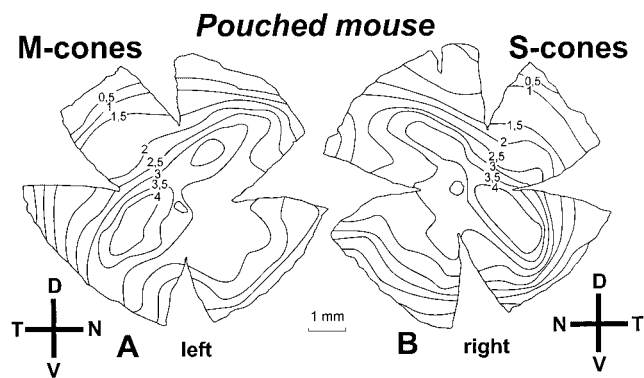 Pouched mouse
M-cones
S-cones
0,5
1
1,5
2
2,5
3
3,5
4
0,5
1
1,5
2
2,5
3
3,5
4
D
T N
V
A left
1 mm
B right
D
N T
V